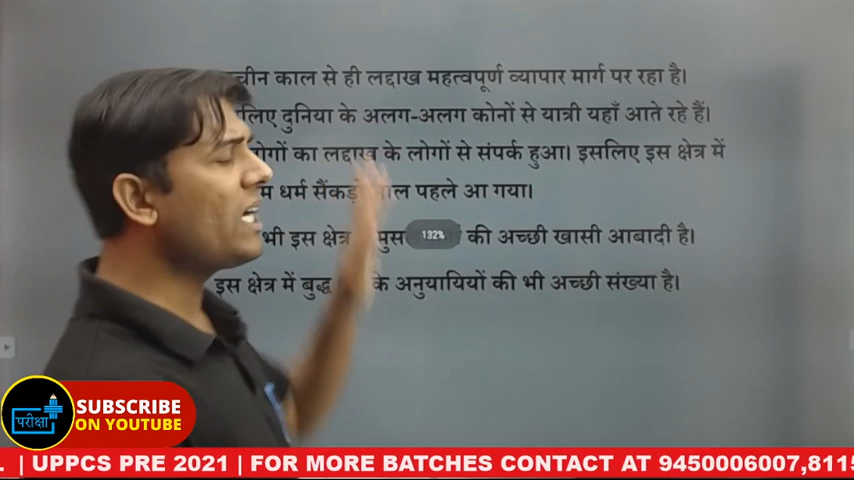 काल से ही लद्दाख महत्वपूर्ण व्यापार मार्ग पर रहा है।
दुनिया के अलग-अलग कोनों से यात्री यहाँ आते रहे हैं।
का लद्दाख के लोगों से संपर्क हुआ। इसलिए इस क्षेत्र में
धर्म पहले आ गया।
भी इस क्षेत्र की अच्छी खासी आबादी है।
132%
इस क्षेत्र में बुद्ध के अनुयायियों की भी अच्छी संख्या है।
परीक्षा
SUBSCRIBE
ON YOUTUBE
| UPPCS PRE 2021 | FOR MORE BATCHES CONTACT AT 9450006007,8115